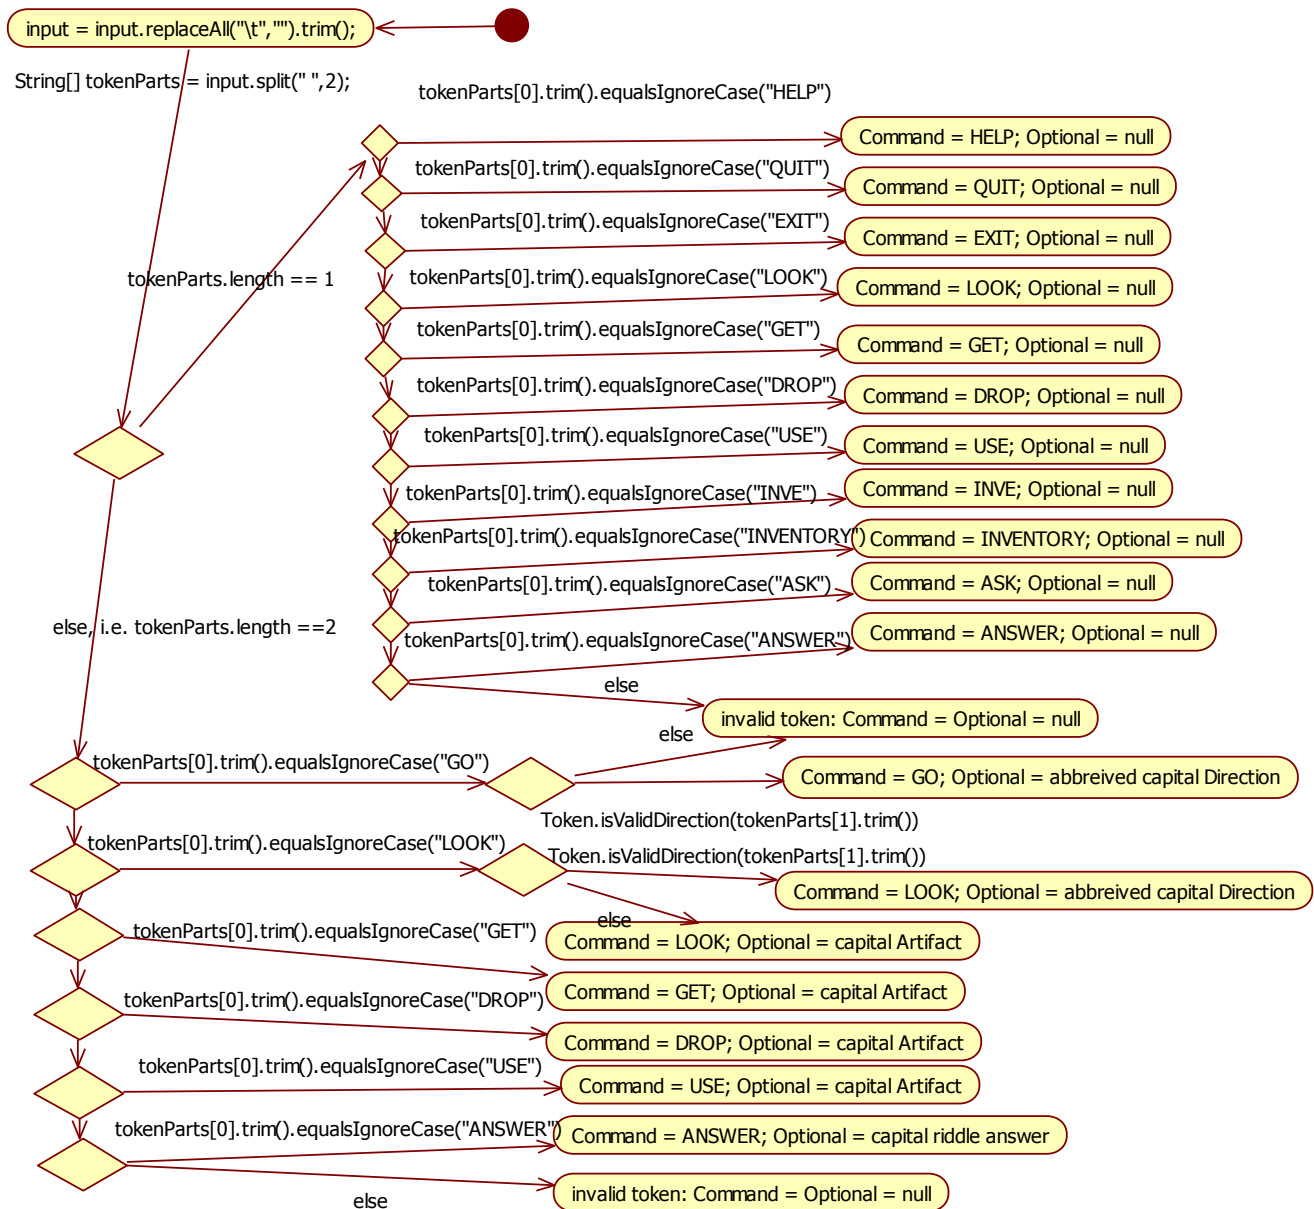 input = input.replaceAll("\t","").trim();
String[] tokenParts = input.split(" ",2);
tokenParts[0].trim().equalsIgnoreCase("HELP")
Command = HELP; Optional = null
tokenParts[0].trim().equalsIgnoreCase("QUIT")
Command = QUIT; Optional = null
tokenParts[0].trim().equalsIgnoreCase("EXIT")
Command = EXIT; Optional = null
tokenParts.length == 1
tokenParts[0].trim().equalsIgnoreCase("LOOK")
Command = LOOK; Optional = null
tokenParts[0].trim().equalsIgnoreCase("GET")
Command = GET; Optional = null
tokenParts[0].trim().equalsIgnoreCase("DROP")
Command = DROP; Optional = null
tokenParts[0].trim().equalsIgnoreCase("USE")
Command = USE; Optional = null
tokenParts[0].trim().equalsIgnoreCase("INVE")
Command = INVE; Optional = null
tokenParts[0].trim().equalsIgnoreCase("INVENTORY")
Command = INVENTORY; Optional = null
tokenParts[0].trim().equalsIgnoreCase("ASK")
Command = ASK; Optional = null
else, i.e. tokenParts.length ==2
tokenParts[0].trim().equalsIgnoreCase("ANSWER")
Command = ANSWER; Optional = null
else
invalid token: Command = Optional = null
else
tokenParts[0].trim().equalsIgnoreCase("GO")
Command = GO; Optional = abbreived capital Direction
Token.isValidDirection(tokenParts[1].trim())
tokenParts[0].trim().equalsIgnoreCase("LOOK")
Token.isValidDirection(tokenParts[1].trim())
Command = LOOK; Optional = abbreived capital Direction
else
Command = LOOK; Optional = capital Artifact
tokenParts[0].trim().equalsIgnoreCase("GET")
Command = GET; Optional = capital Artifact
tokenParts[0].trim().equalsIgnoreCase("DROP")
Command = DROP; Optional = capital Artifact
tokenParts[0].trim().equalsIgnoreCase("USE")
Command = USE; Optional = capital Artifact
tokenParts[0].trim().equalsIgnoreCase("ANSWER")
Command = ANSWER; Optional = capital riddle answer
else
invalid token: Command = Optional = null